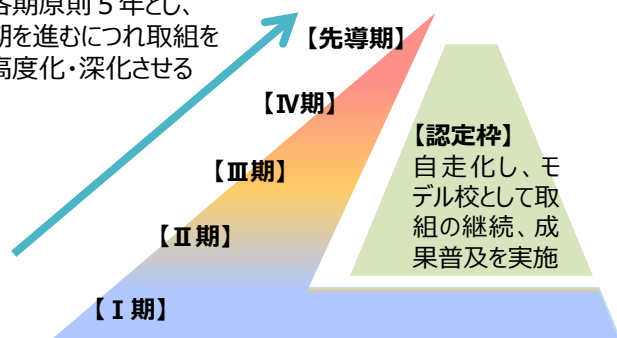 各期原則5年とし、
期を進むにつれ取組を
高度化・深化させる
【先導期】
【Ⅳ期】
【Ⅲ期】
【Ⅱ期】
【Ⅰ期】
【認定枠】
自走化し、モ
デル校として取
組の継続、成
果普及を実施